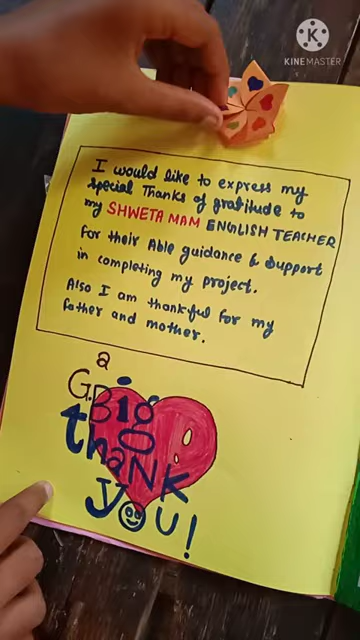 K
KINEMASTER
I would like to express my
special Thanks of gratitude to
my SHWETA MAM ENGLISH TEACHER
for their Able guidance & support
in completing my project.
Also I am thankful for my
father and mother.
a
Big
thank
you!